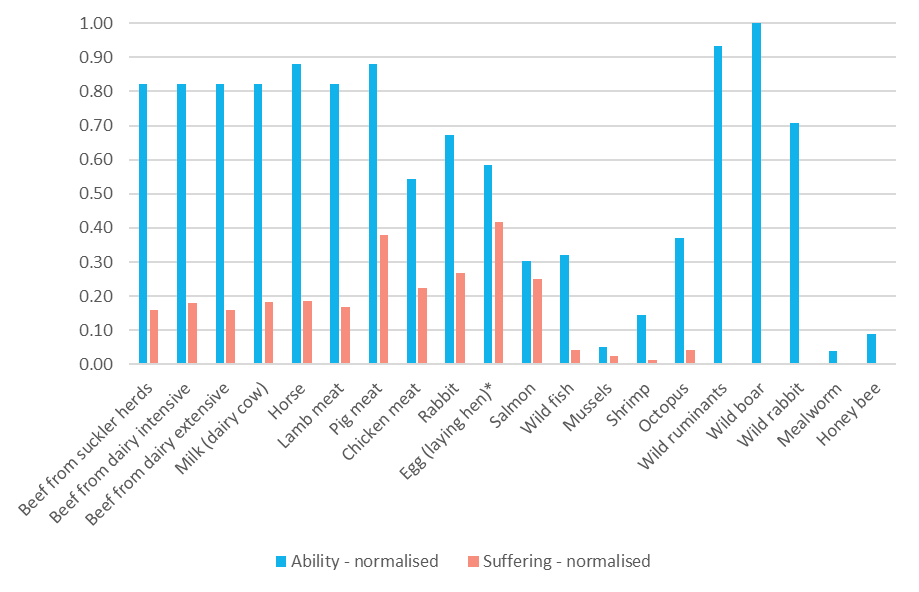 1.00
0.90
0.80
0.70
0.60
0.50
0.40
0.30
0.20
0.10
0.00
Beef from suckler herds
Beef from dairy intensive
Beef from dairy extensive
Milk (dairy cow)
Horse
Lamb meat
Pig meat
Chicken meat
Rabbit
Egg (laying hen)*
Salmon
Wild fish
Mussels
Shrimp
Octopus
Wild ruminants
Wild boar
Wild rabbit
Mealworm
Honey bee
Ability - normalised
Suffering - normalised